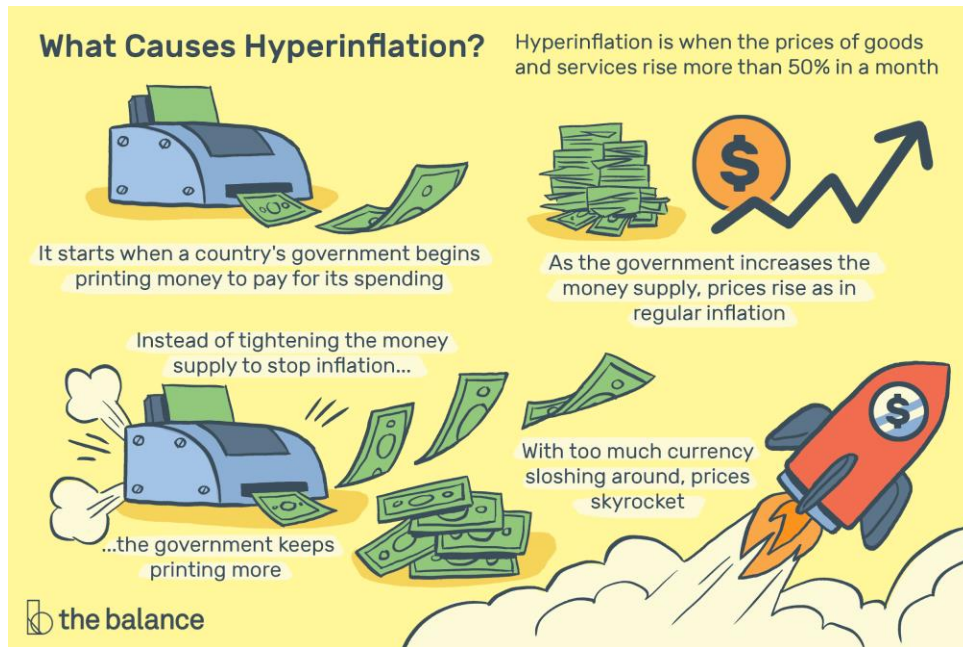 What Causes Hyperinflation?
Hyperinflation is when the prices of goods
and services rise more than 50% in a month
It starts when a country's government begins
printing money to pay for its spending
$
As the government increases the
money supply, prices rise as in
regular inflation
Instead of tightening the money
supply to stop inflation...
...the government keeps
printing more
With too much currency
sloshing around, prices
skyrocket
$
the balance